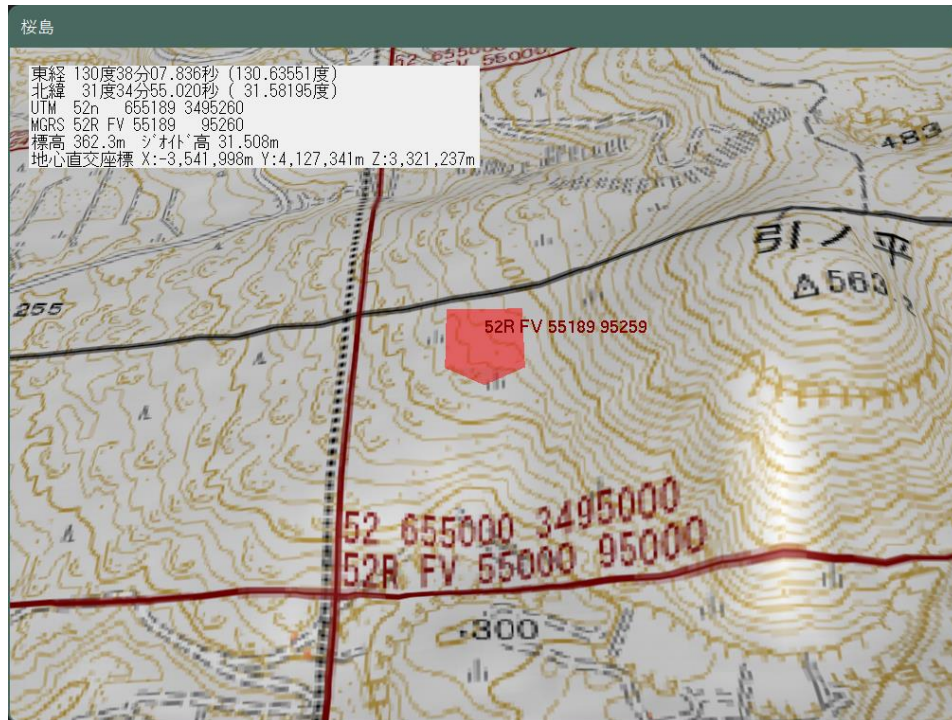 桜島
東経 130度38分07.836秒 (130.63551度)
北緯 31度34分55.020秒 ( 31.58195度)
UTM 52n 655189 3495260
MGRS 52R FV 55189 95260
標高 362.3m ジオイド高 31.508m
地心直交座標 X:-3,541,998m Y:4,127,341m Z:3,321,237m
483
引ノ平
563
255
400
52R FV 55189 95259
52 655000 3495000
52R FV 55000 95000
300